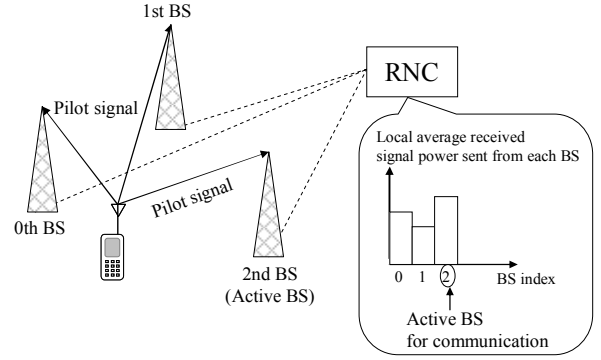 1st BS
RNC
Pilot signal
Pilot signal
0th BS
2nd BS
(Active BS)
Local average received
signal power sent from each BS
0 1 2
BS index
Active BS
for communication